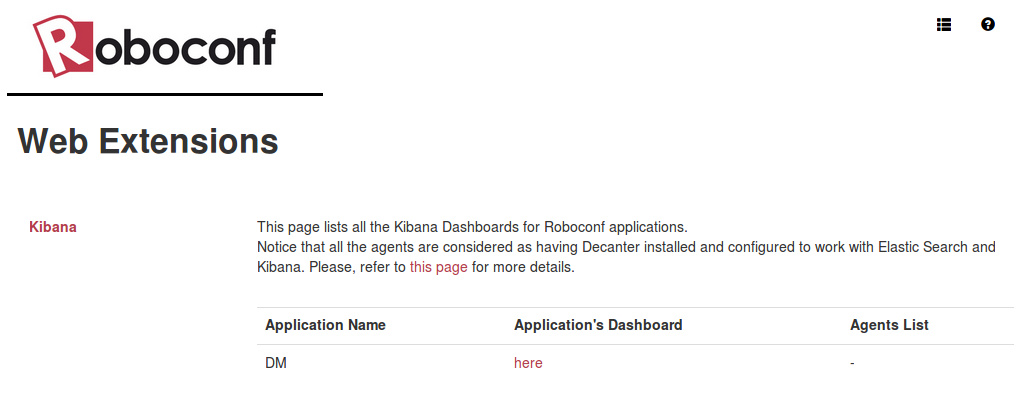 Roboconf
Web Extensions
Kibana
This page lists all the Kibana Dashboards for Roboconf applications.
Notice that all the agents are considered as having Decanter installed and configured to work with Elastic Search and
Kibana. Please, refer to this page for more details.
Application Name Application's Dashboard Agents List
DM here -